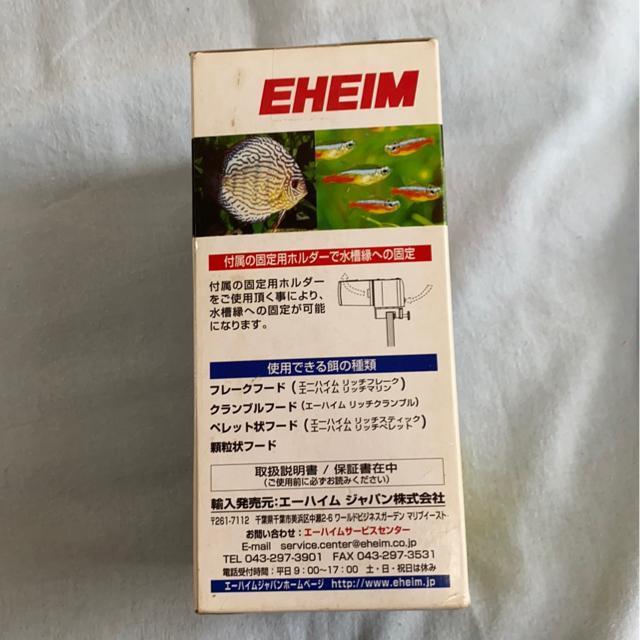 EHEIM
付属の固定用ホルダーで水槽縁への固定
付属の固定用ホルダー
をご使用頂く事により、
水槽縁への固定が可能
になります。
使用できる餌の種類
フレークフード（エーハイム リッチフレーク
エーハイム リッチマリン）
クランブルフード（エーハイム リッチクランブル）
ペレット状フード（エーハイム リッチスティック
エーハイム リッチペレット）
顆粒状フード
取扱説明書 / 保証書在中
（ご使用前に必ずお読みください）
輸入発売元：エーハイム ジャパン株式会社
〒261-7112 千葉県千葉市美浜区中瀬2-6 ワールドビジネスガーデン マリブイースト
お問い合わせ：エーハイムサービスセンター
E-mail service.center@eheim.co.jp
TEL 043-297-3901 FAX 043-297-3531
電話受付時間：平日 9：00〜17：00 土・日・祝日は休み
エーハイムジャパンホームページ http://www.eheim.jp